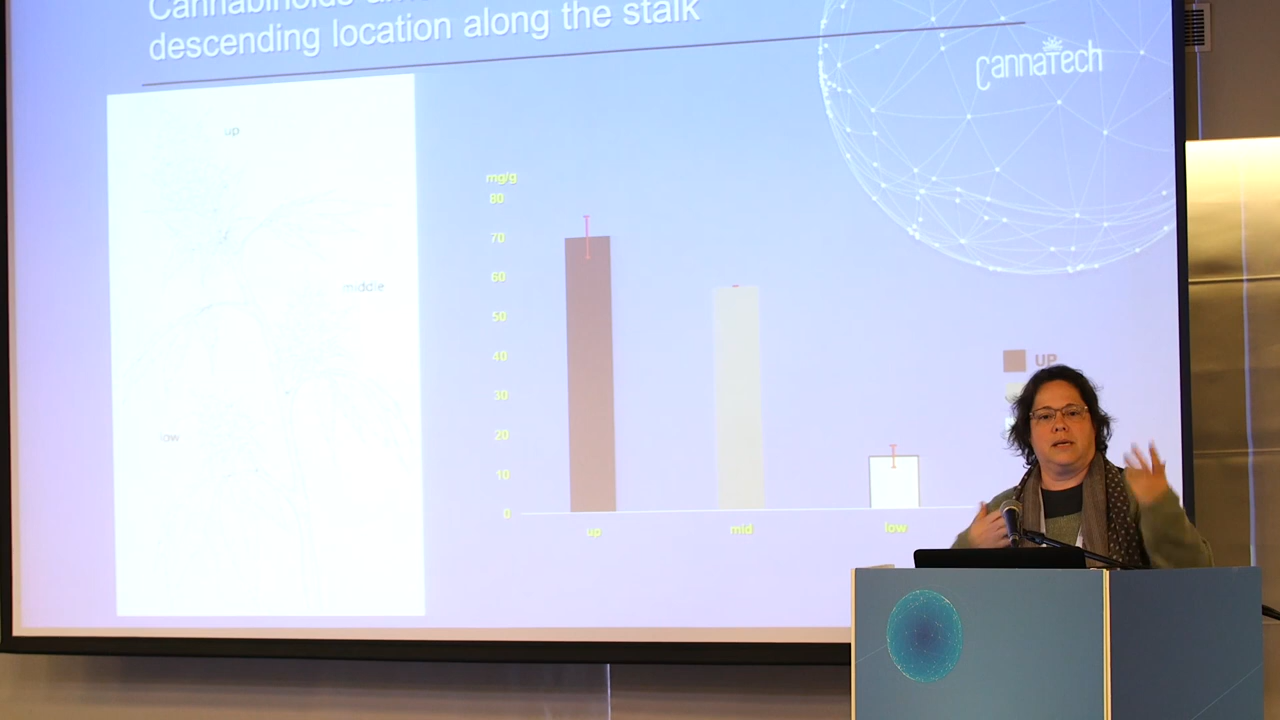 Cannabinoids
descending location along the stalk
CannaTech
up
middle
low
mg/g
80
70
60
50
40
30
20
10
0
up
mid
low
UP